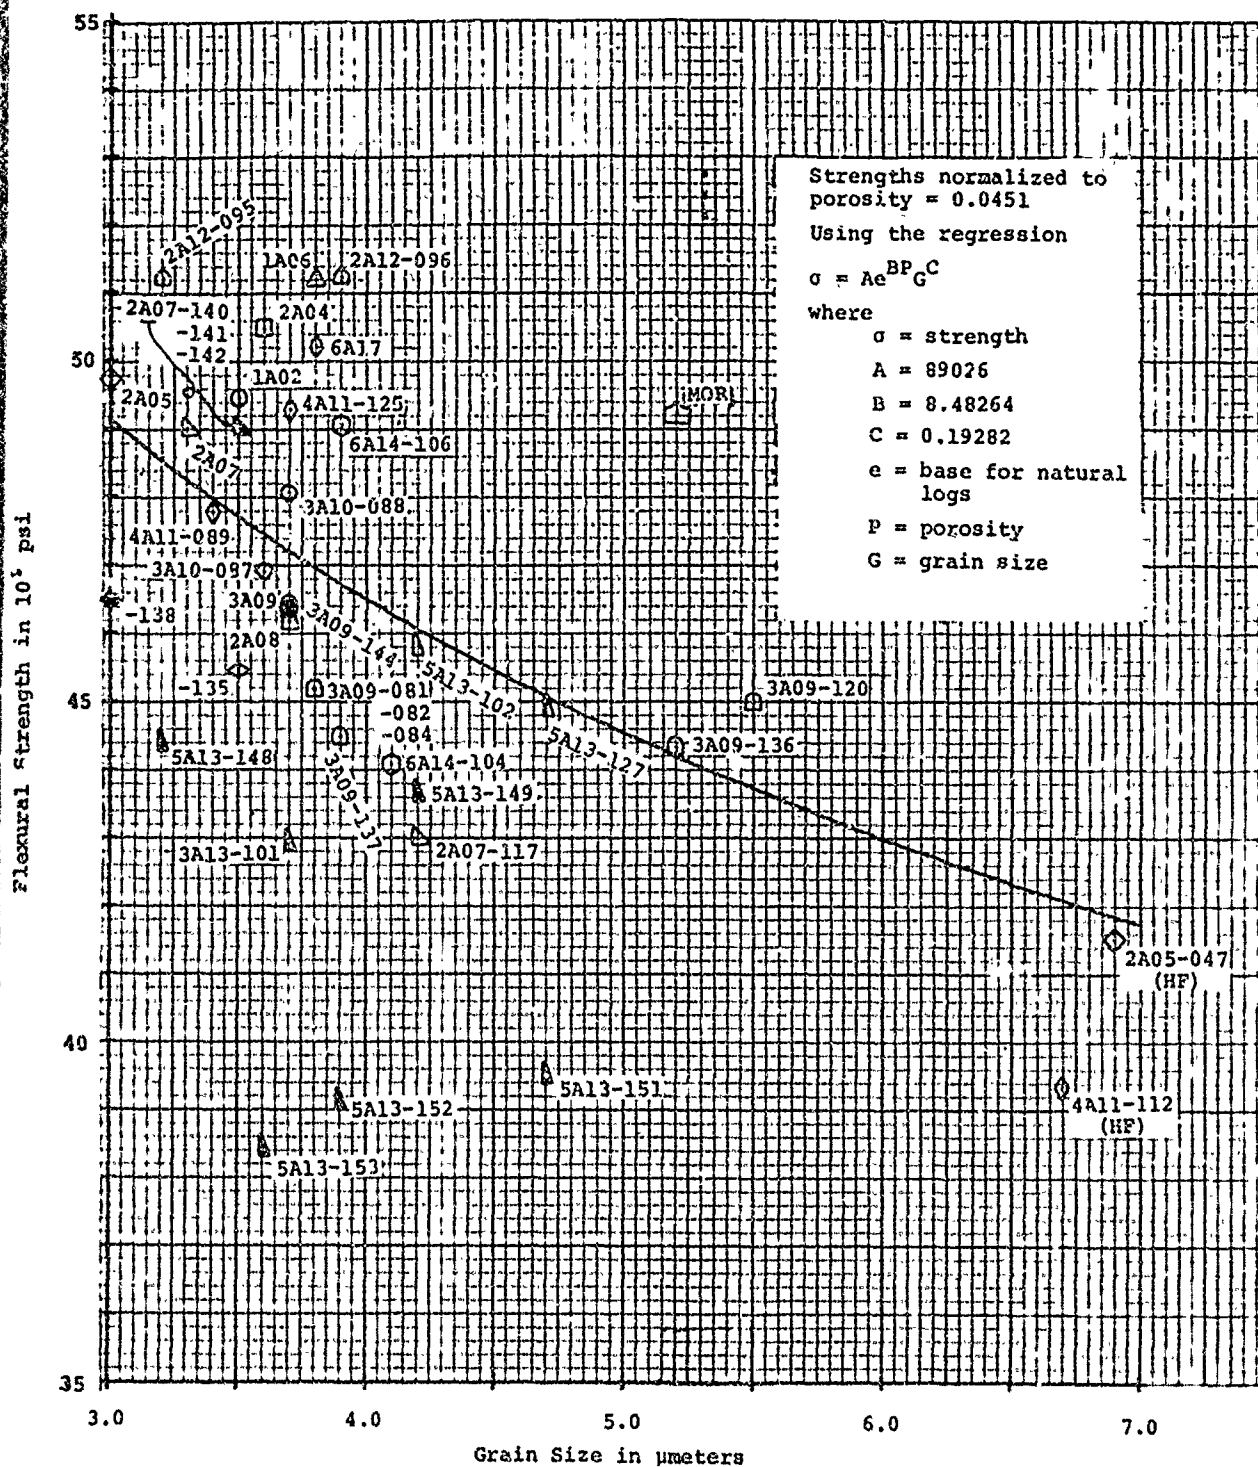 55
50
45
40
35
3.0
4.0
5.0
6.0
7.0
Grain Size in µmeters
Flexural strength in psi
Strengths normalized to
porosity = 0.0451
Using the regression
σ = Ae^BP G^C
where
σ = strength
A = 89026
B = 8.48264
C = 0.19282
e = base for natural
logs
P = porosity
G = grain size
2A12-095
1A06
2A12-096
2A07-140
-141
-142
2A04
6A17
2A05
1A02
4A11-125
6A14-106
2A07
MOR
3A10-088
4A11-089
3A10-087
3A09
-138
3A09-144
2A08
-135
3A09-081
-082
-084
5A13-102
5A13-127
3A09-120
3A09-136
5A13-148
6A14-104
5A13-149
3A09-137
3A13-101
2A07-117
2A05-047
(HF)
4A11-112
(HF)
5A13-151
5A13-152
5A13-153